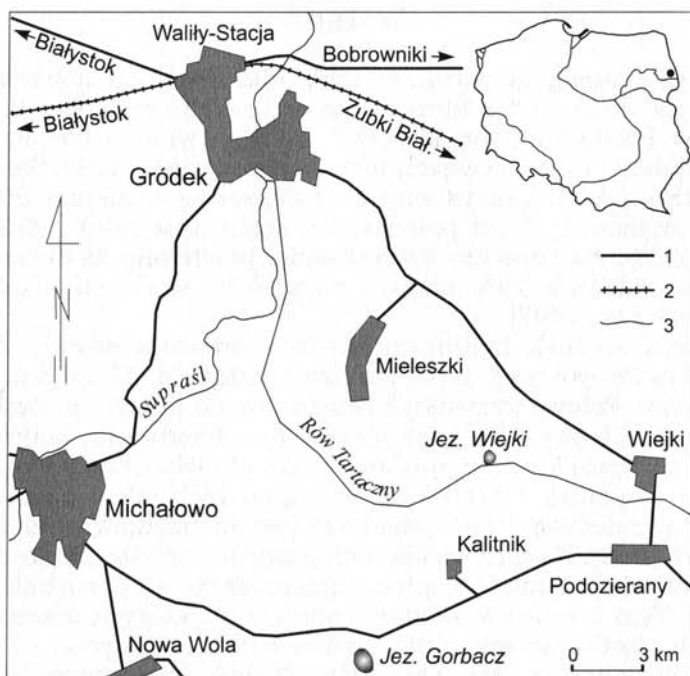 Waliły-Stacja
Białystok
Bobrowniki
Białystok
Zubki Biał.
Gródek
1
2
3
N
Mieleszki
Supraśl
Rów Tartaczny
Jez. Wiejki
Wiejki
Michałowo
Kalitnik
Podozierany
Nowa Wola
Jez. Gorbacz
0 3 km